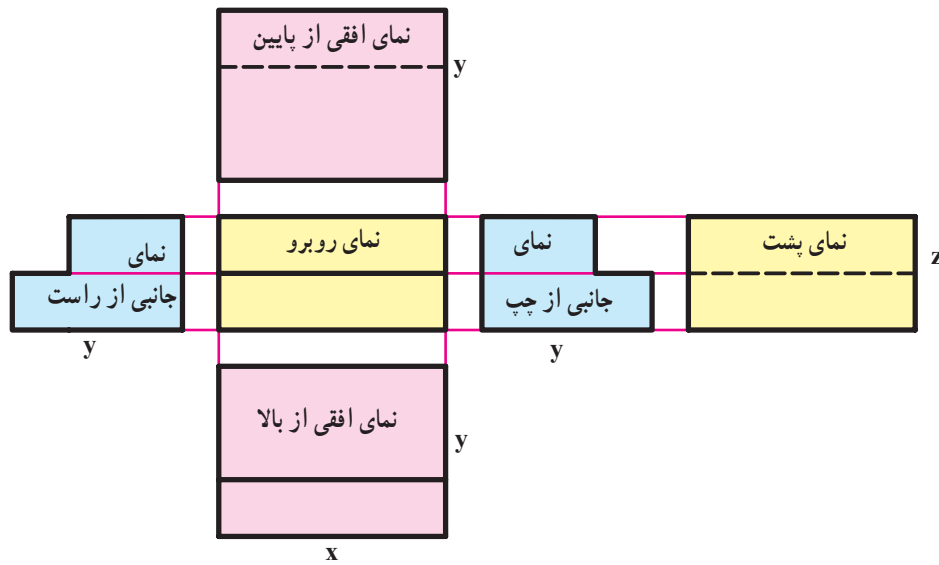 نمای افقی از پایین
y
نمای
جانبی از راست
y
نمای روبرو
نمای
جانبی از چپ
y
نمای پشت
z
نمای افقی از بالا
y
x